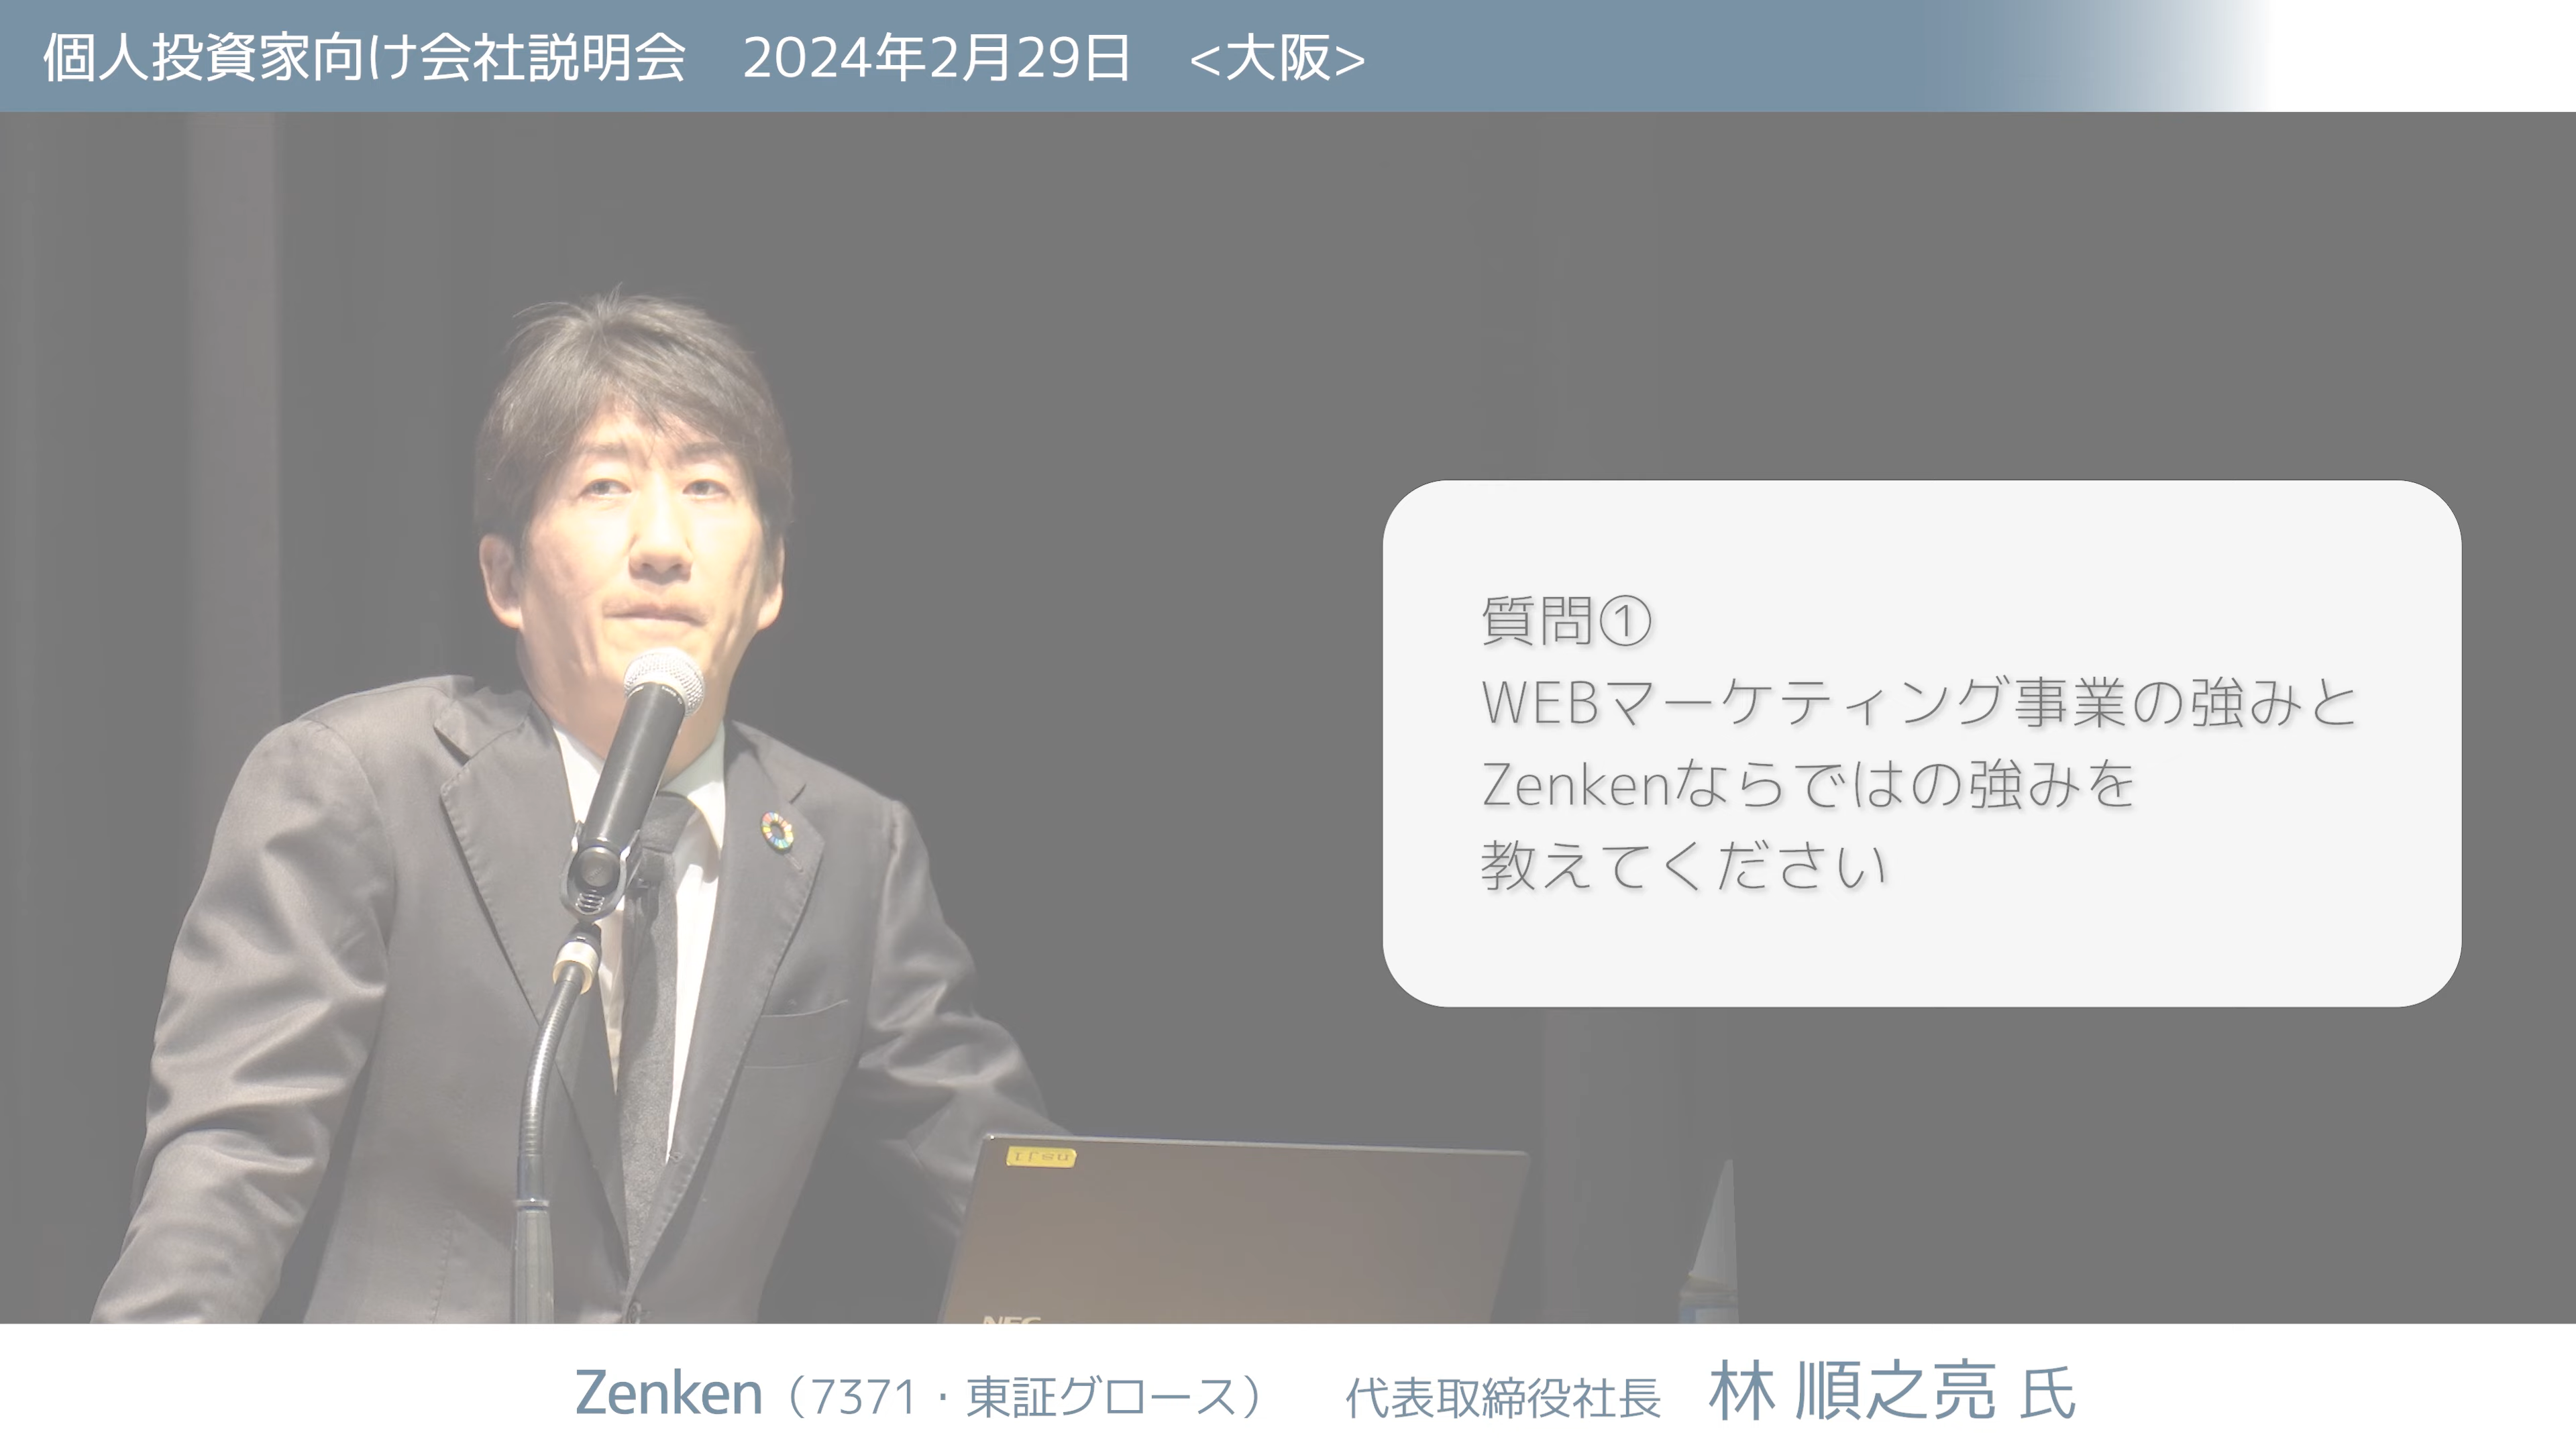 個人投資家向け会社説明会　2024年2月29日　<大阪>
質問①
WEBマーケティング事業の強みと
Zenkenならではの強みを
教えてください
nsj1
NEC
Zenken（7371・東証グロース）　代表取締役社長　林 順之亮 氏